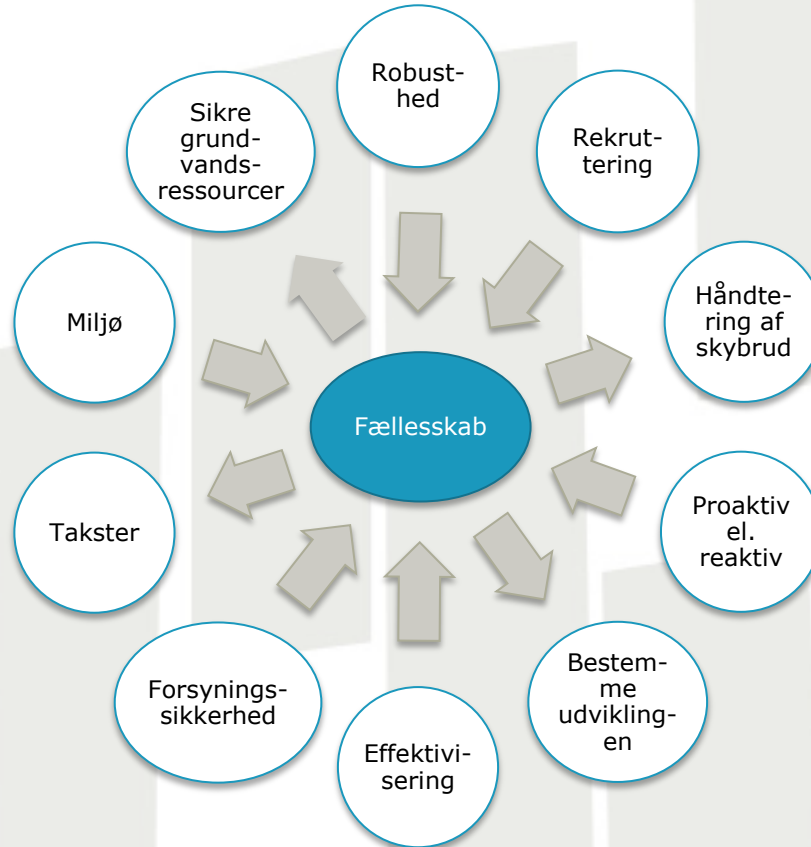 Robust-
hed
Sikre
grund-
vands-
ressourcer
Rekrut-
tering
Miljø
Håndte-
ring af
skybrud
Fællesskab
Takster
Proaktiv
el.
reaktiv
Forsynings-
sikkerhed
Bestem-
me
udvikling-
en
Effektivi-
sering